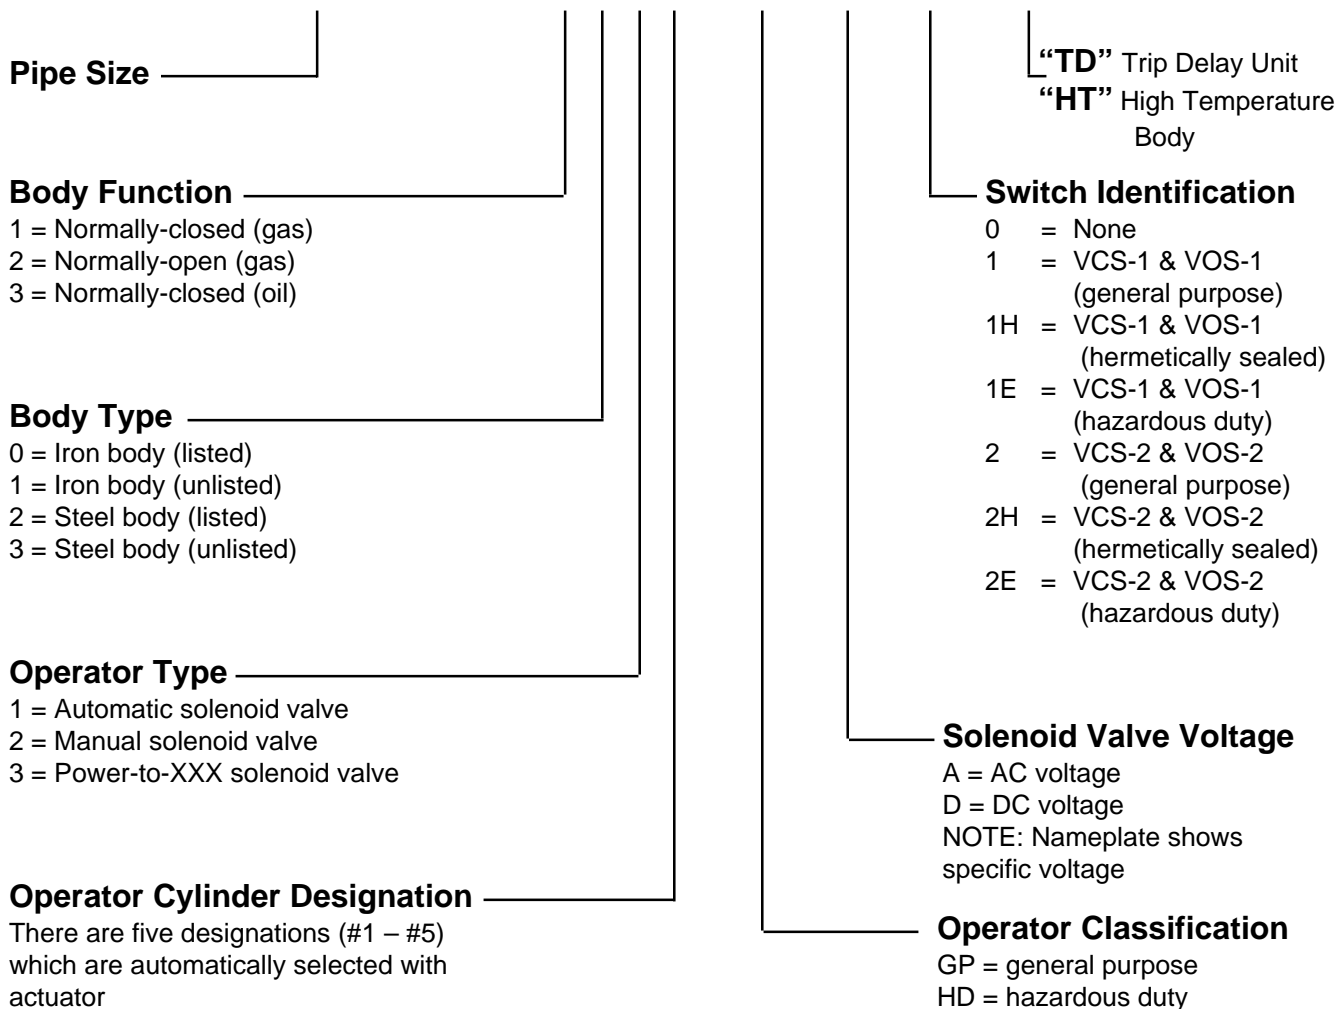 Pipe Size
Body Function
1 = Normally-closed (gas)
2 = Normally-open (gas)
3 = Normally-closed (oil)
Body Type
0 = Iron body (listed)
1 = Iron body (unlisted)
2 = Steel body (listed)
3 = Steel body (unlisted)
Operator Type
1 = Automatic solenoid valve
2 = Manual solenoid valve
3 = Power-to-XXX solenoid valve
Operator Cylinder Designation
There are five designations (#1 – #5)
which are automatically selected with
actuator
“TD” Trip Delay Unit
“HT” High Temperature
Body
Switch Identification
0 = None
1 = VCS-1 & VOS-1
(general purpose)
1H = VCS-1 & VOS-1
(hermetically sealed)
1E = VCS-1 & VOS-1
(hazardous duty)
2 = VCS-2 & VOS-2
(general purpose)
2H = VCS-2 & VOS-2
(hermetically sealed)
2E = VCS-2 & VOS-2
(hazardous duty)
Solenoid Valve Voltage
A = AC voltage
D = DC voltage
NOTE: Nameplate shows
specific voltage
Operator Classification
GP = general purpose
HD = hazardous duty